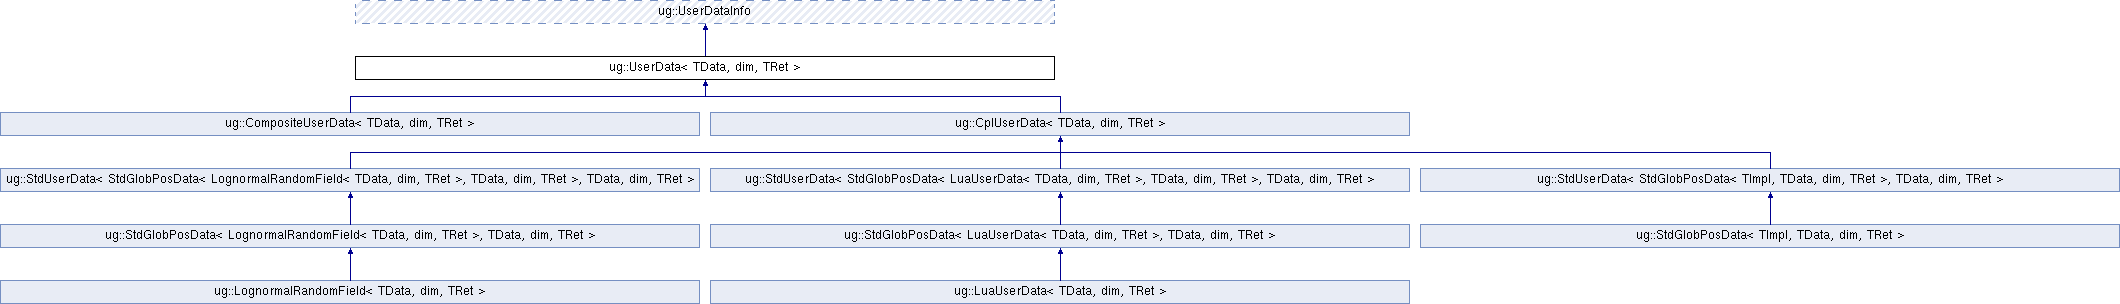 ug::UserDataInfo
ug::UserData< TData, dim, TRet >
ug::CompositeUserData< TData, dim, TRet >
ug::CplUserData< TData, dim, TRet >
ug::StdUserData< StdGlobPosData< LognormalRandomField< TData, dim, TRet >, TData, dim, TRet >, TData, dim, TRet >
ug::StdUserData< StdGlobPosData< LuaUserData< TData, dim, TRet >, TData, dim, TRet >, TData, dim, TRet >
ug::StdUserData< StdGlobPosData< TImpl, TData, dim, TRet >, TData, dim, TRet >
ug::StdGlobPosData< LognormalRandomField< TData, dim, TRet >, TData, dim, TRet >
ug::StdGlobPosData< LuaUserData< TData, dim, TRet >, TData, dim, TRet >
ug::StdGlobPosData< TImpl, TData, dim, TRet >
ug::LognormalRandomField< TData, dim, TRet >
ug::LuaUserData< TData, dim, TRet >